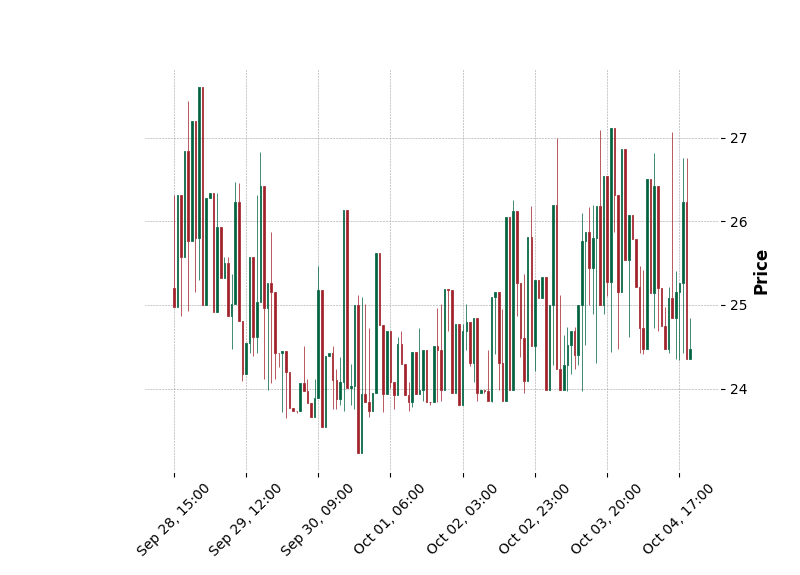 27
26
25
24
Price
Sep 28, 15:00
Sep 29, 12:00
Sep 30, 09:00
Oct 01, 06:00
Oct 02, 03:00
Oct 02, 23:00
Oct 03, 20:00
Oct 04, 17:00